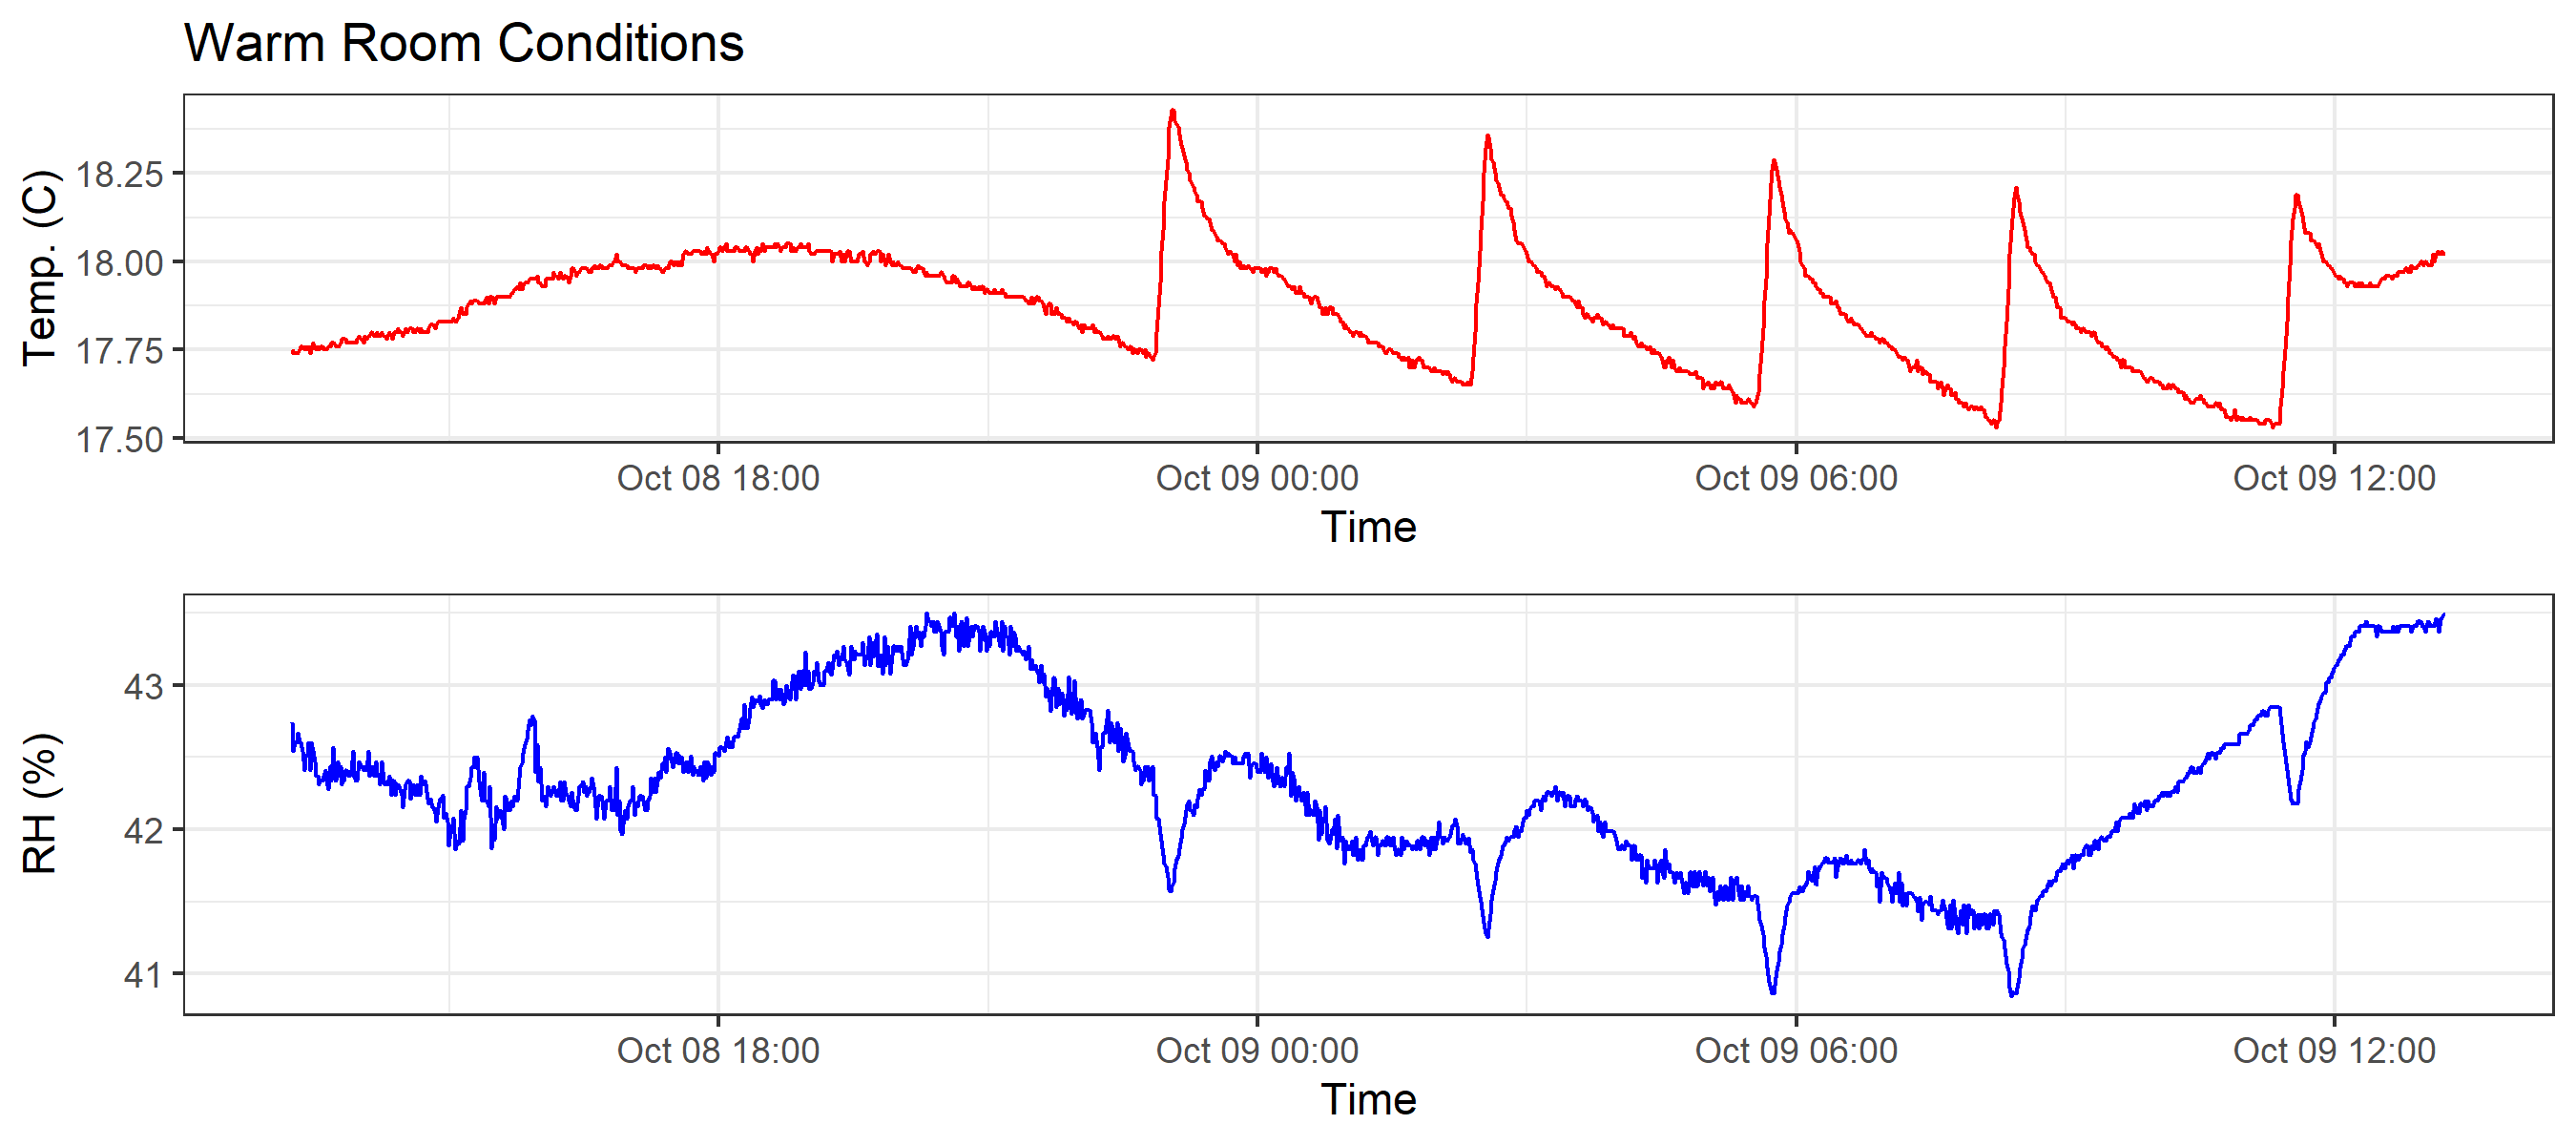 Warm Room Conditions
Temp. (C)
18.25
18.00
17.75
17.50
Oct 08 18:00 Oct 09 00:00 Oct 09 06:00 Oct 09 12:00
Time
RH (%)
43
42
41
Oct 08 18:00 Oct 09 00:00 Oct 09 06:00 Oct 09 12:00
Time